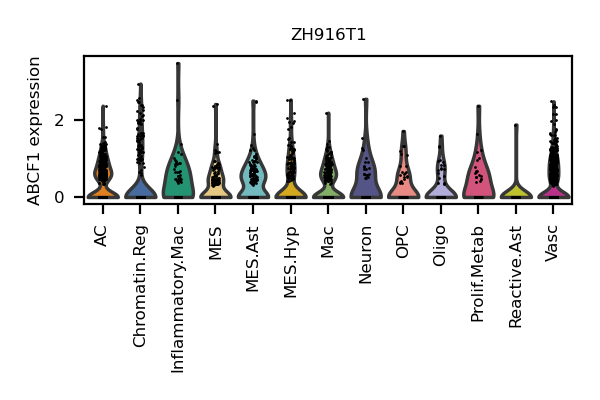 ZH916T1
ABCF1 expression
2
0
AC
Chromatin.Reg
Inflammatory.Mac
MES
MES.Ast
MES.Hyp
Mac
Neuron
OPC
Oligo
Prolif.Metab
Reactive.Ast
Vasc